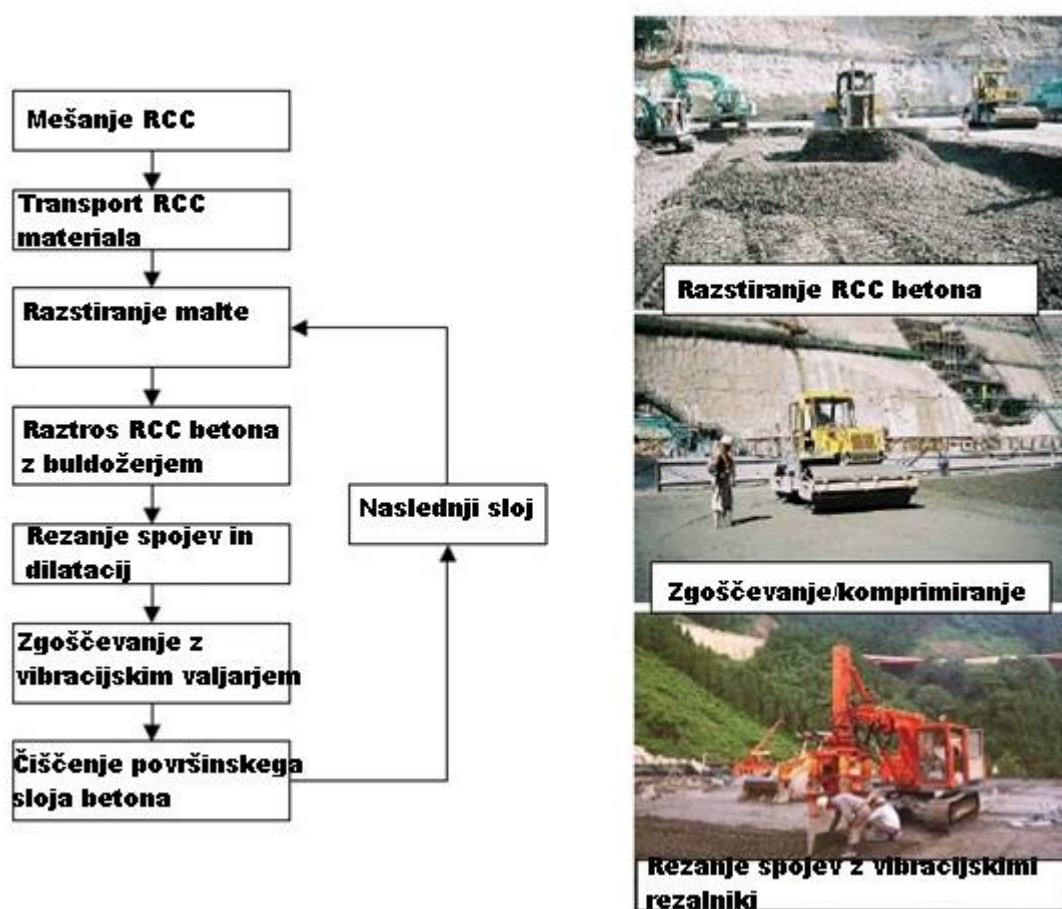 Mešanje RCC
Transport RCC
materiala
Razstiranje malte
Raztros RCC betona
z buldožerjem
Rezanje spojev in
dilatacij
Zgoščevanje z
vibracijskim valjarjem
Čiščenje površinskega
sloja betona
Naslednji sloj
Razstiranje RCC betona
Zgoščevanje/komprimiranje
Rezanje spojev z vibracijskimi
rezalniki